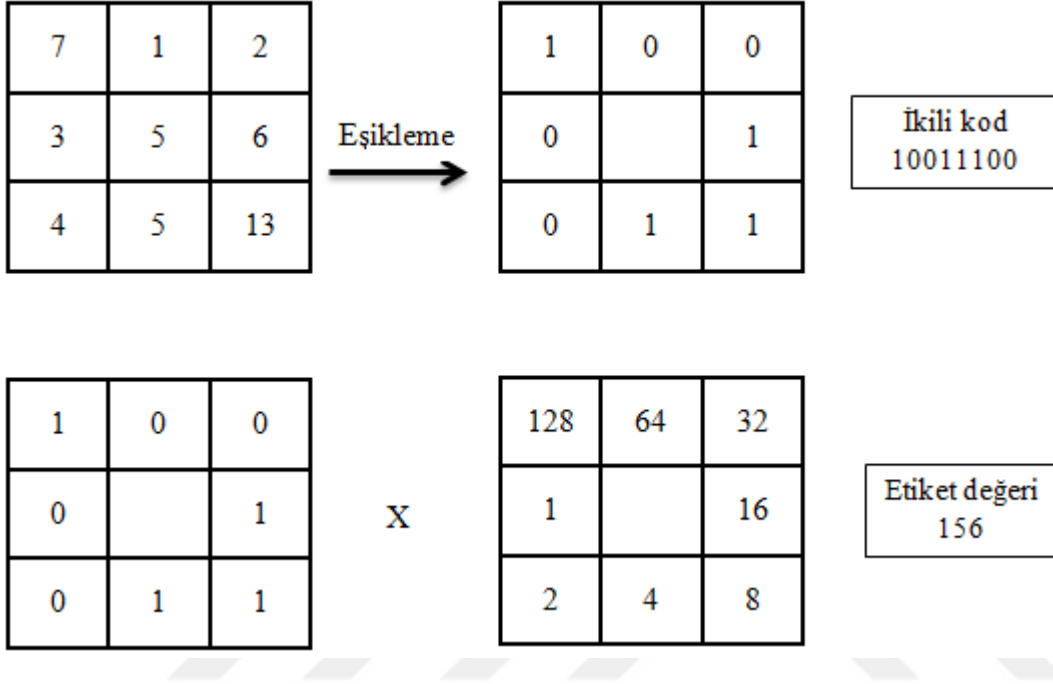 7 1 2
3 5 6
4 5 13
Eşikleme
1 0 0
0 1
0 1 1
İkili kod
10011100
1 0 0
0 1
0 1 1
X
128 64 32
1 16
2 4 8
Etiket değeri
156